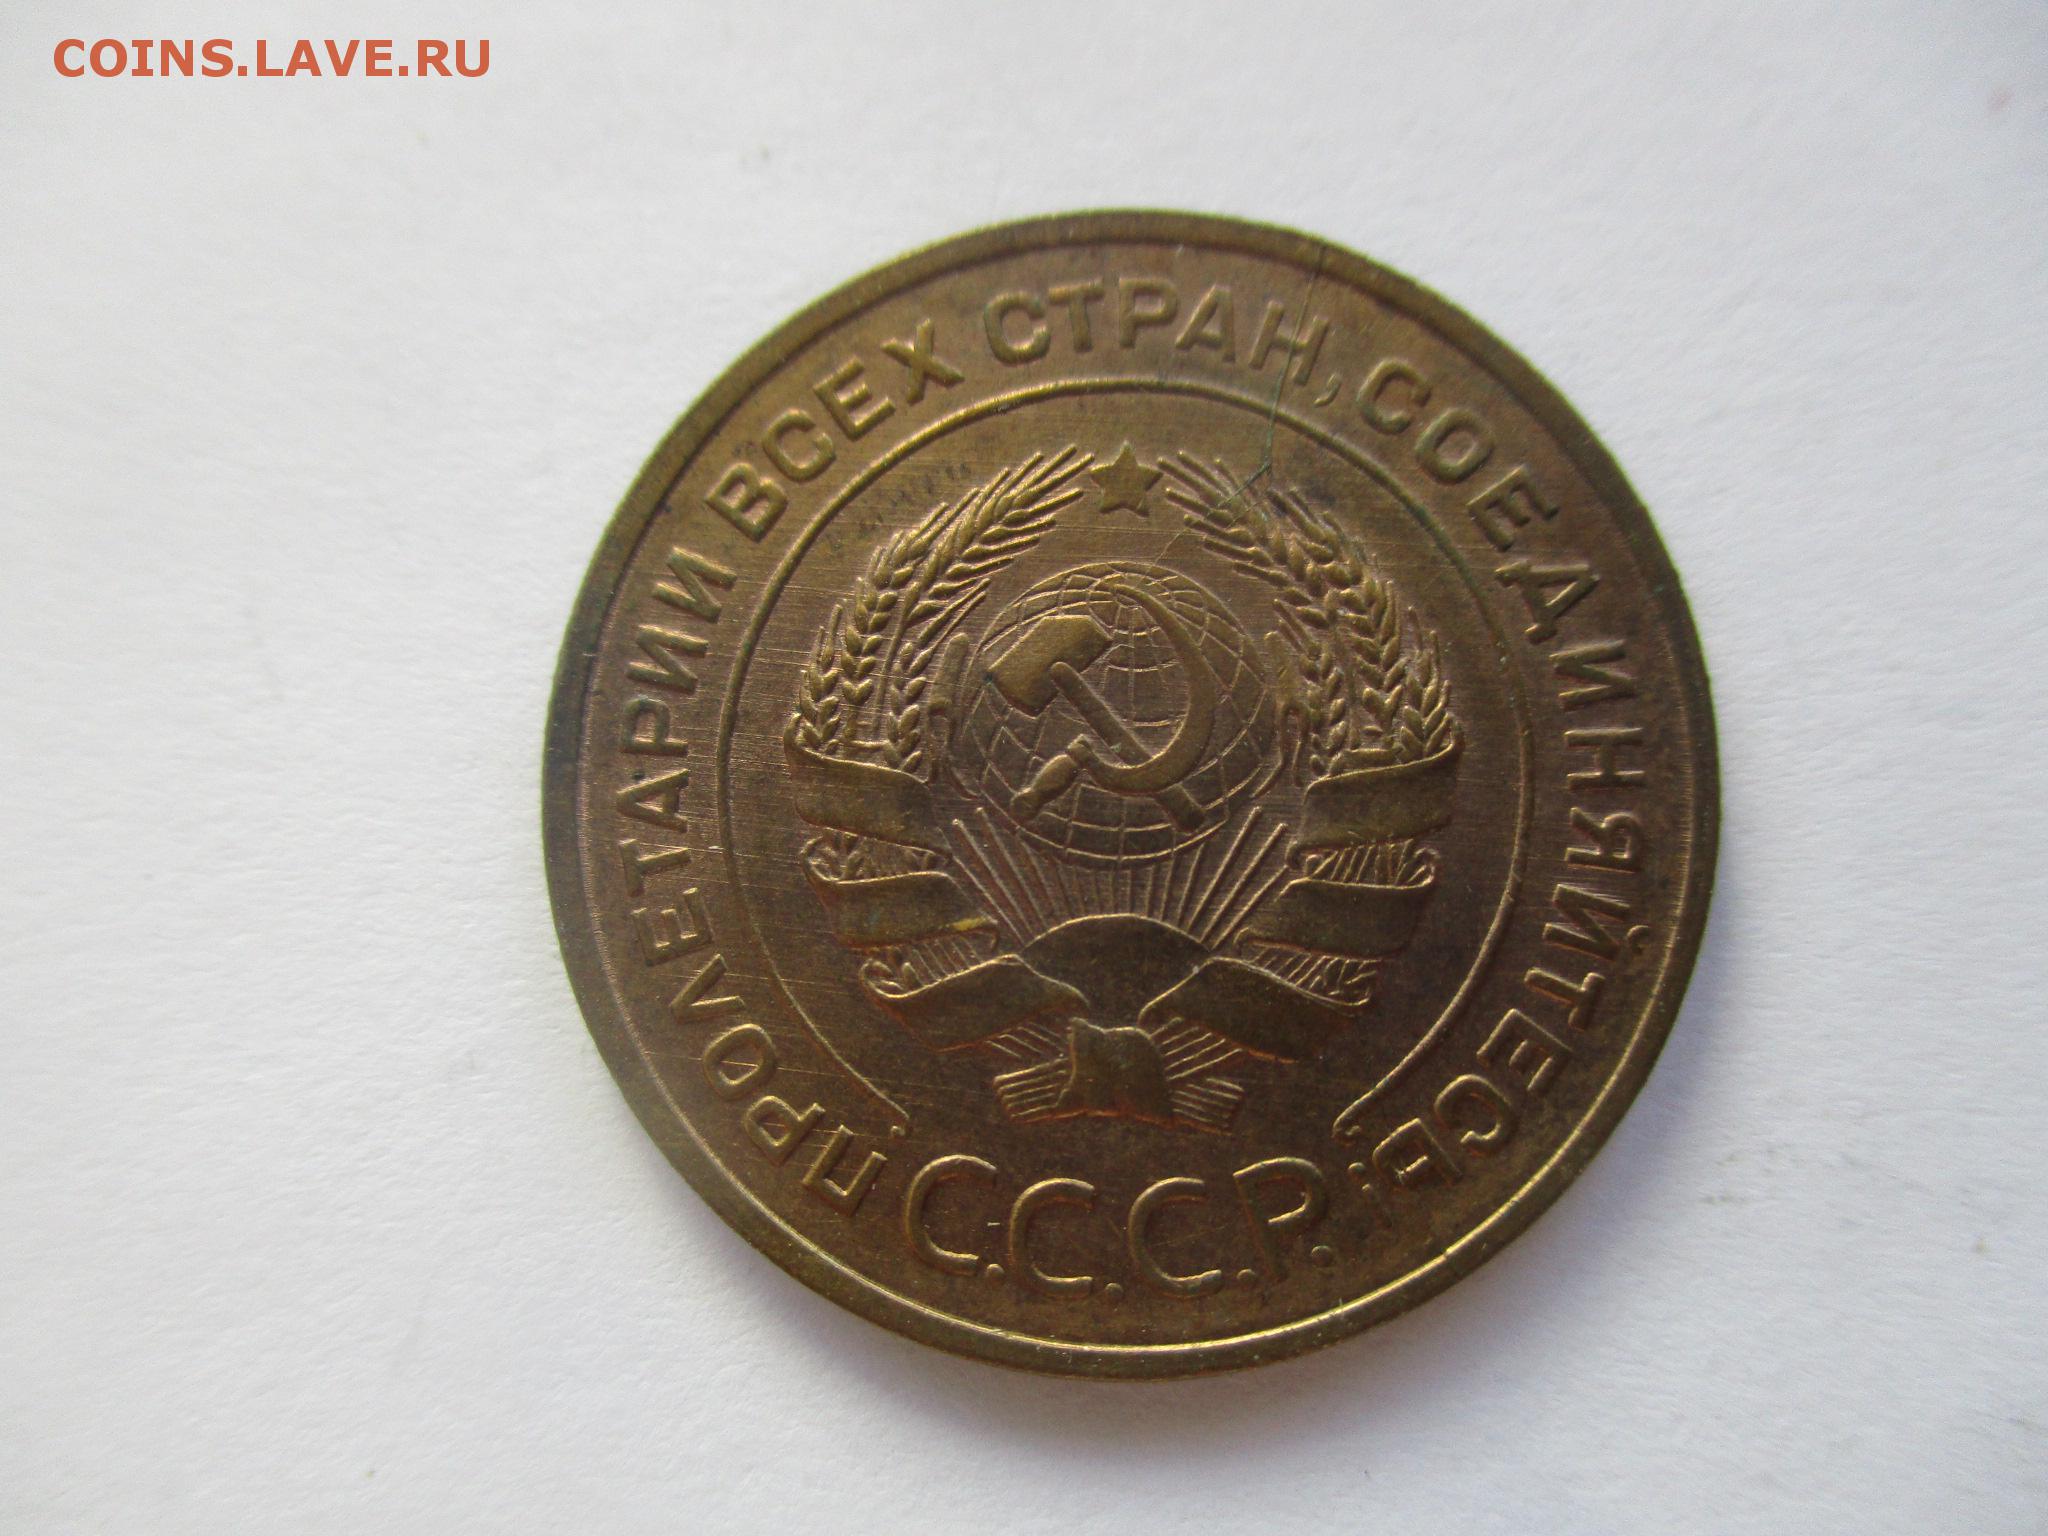 COINS.LAVE.RU
ПРОЛЕТАРИИ ВСЕХ СТРАН, СОЕДИНЯЙТЕСЬ!
С.С.С.Р.